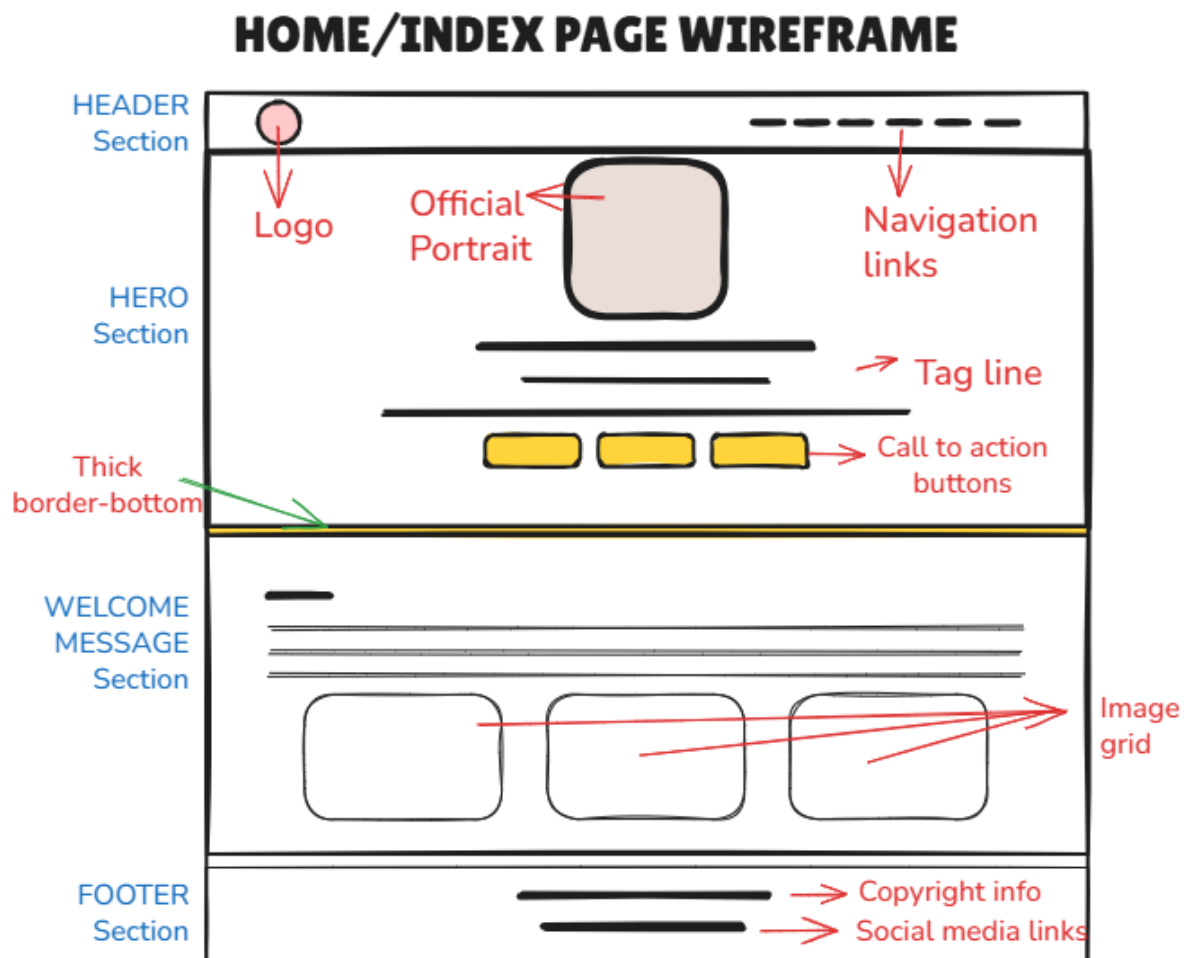 HOME/INDEX PAGE WIREFRAME
HEADER
Section
Logo
Official
Portrait
Navigation
links
HERO
Section
Tag line
Call to action
buttons
Thick
border-bottom
WELCOME
MESSAGE
Section
Image
grid
FOOTER
Section
Copyright info
Social media links